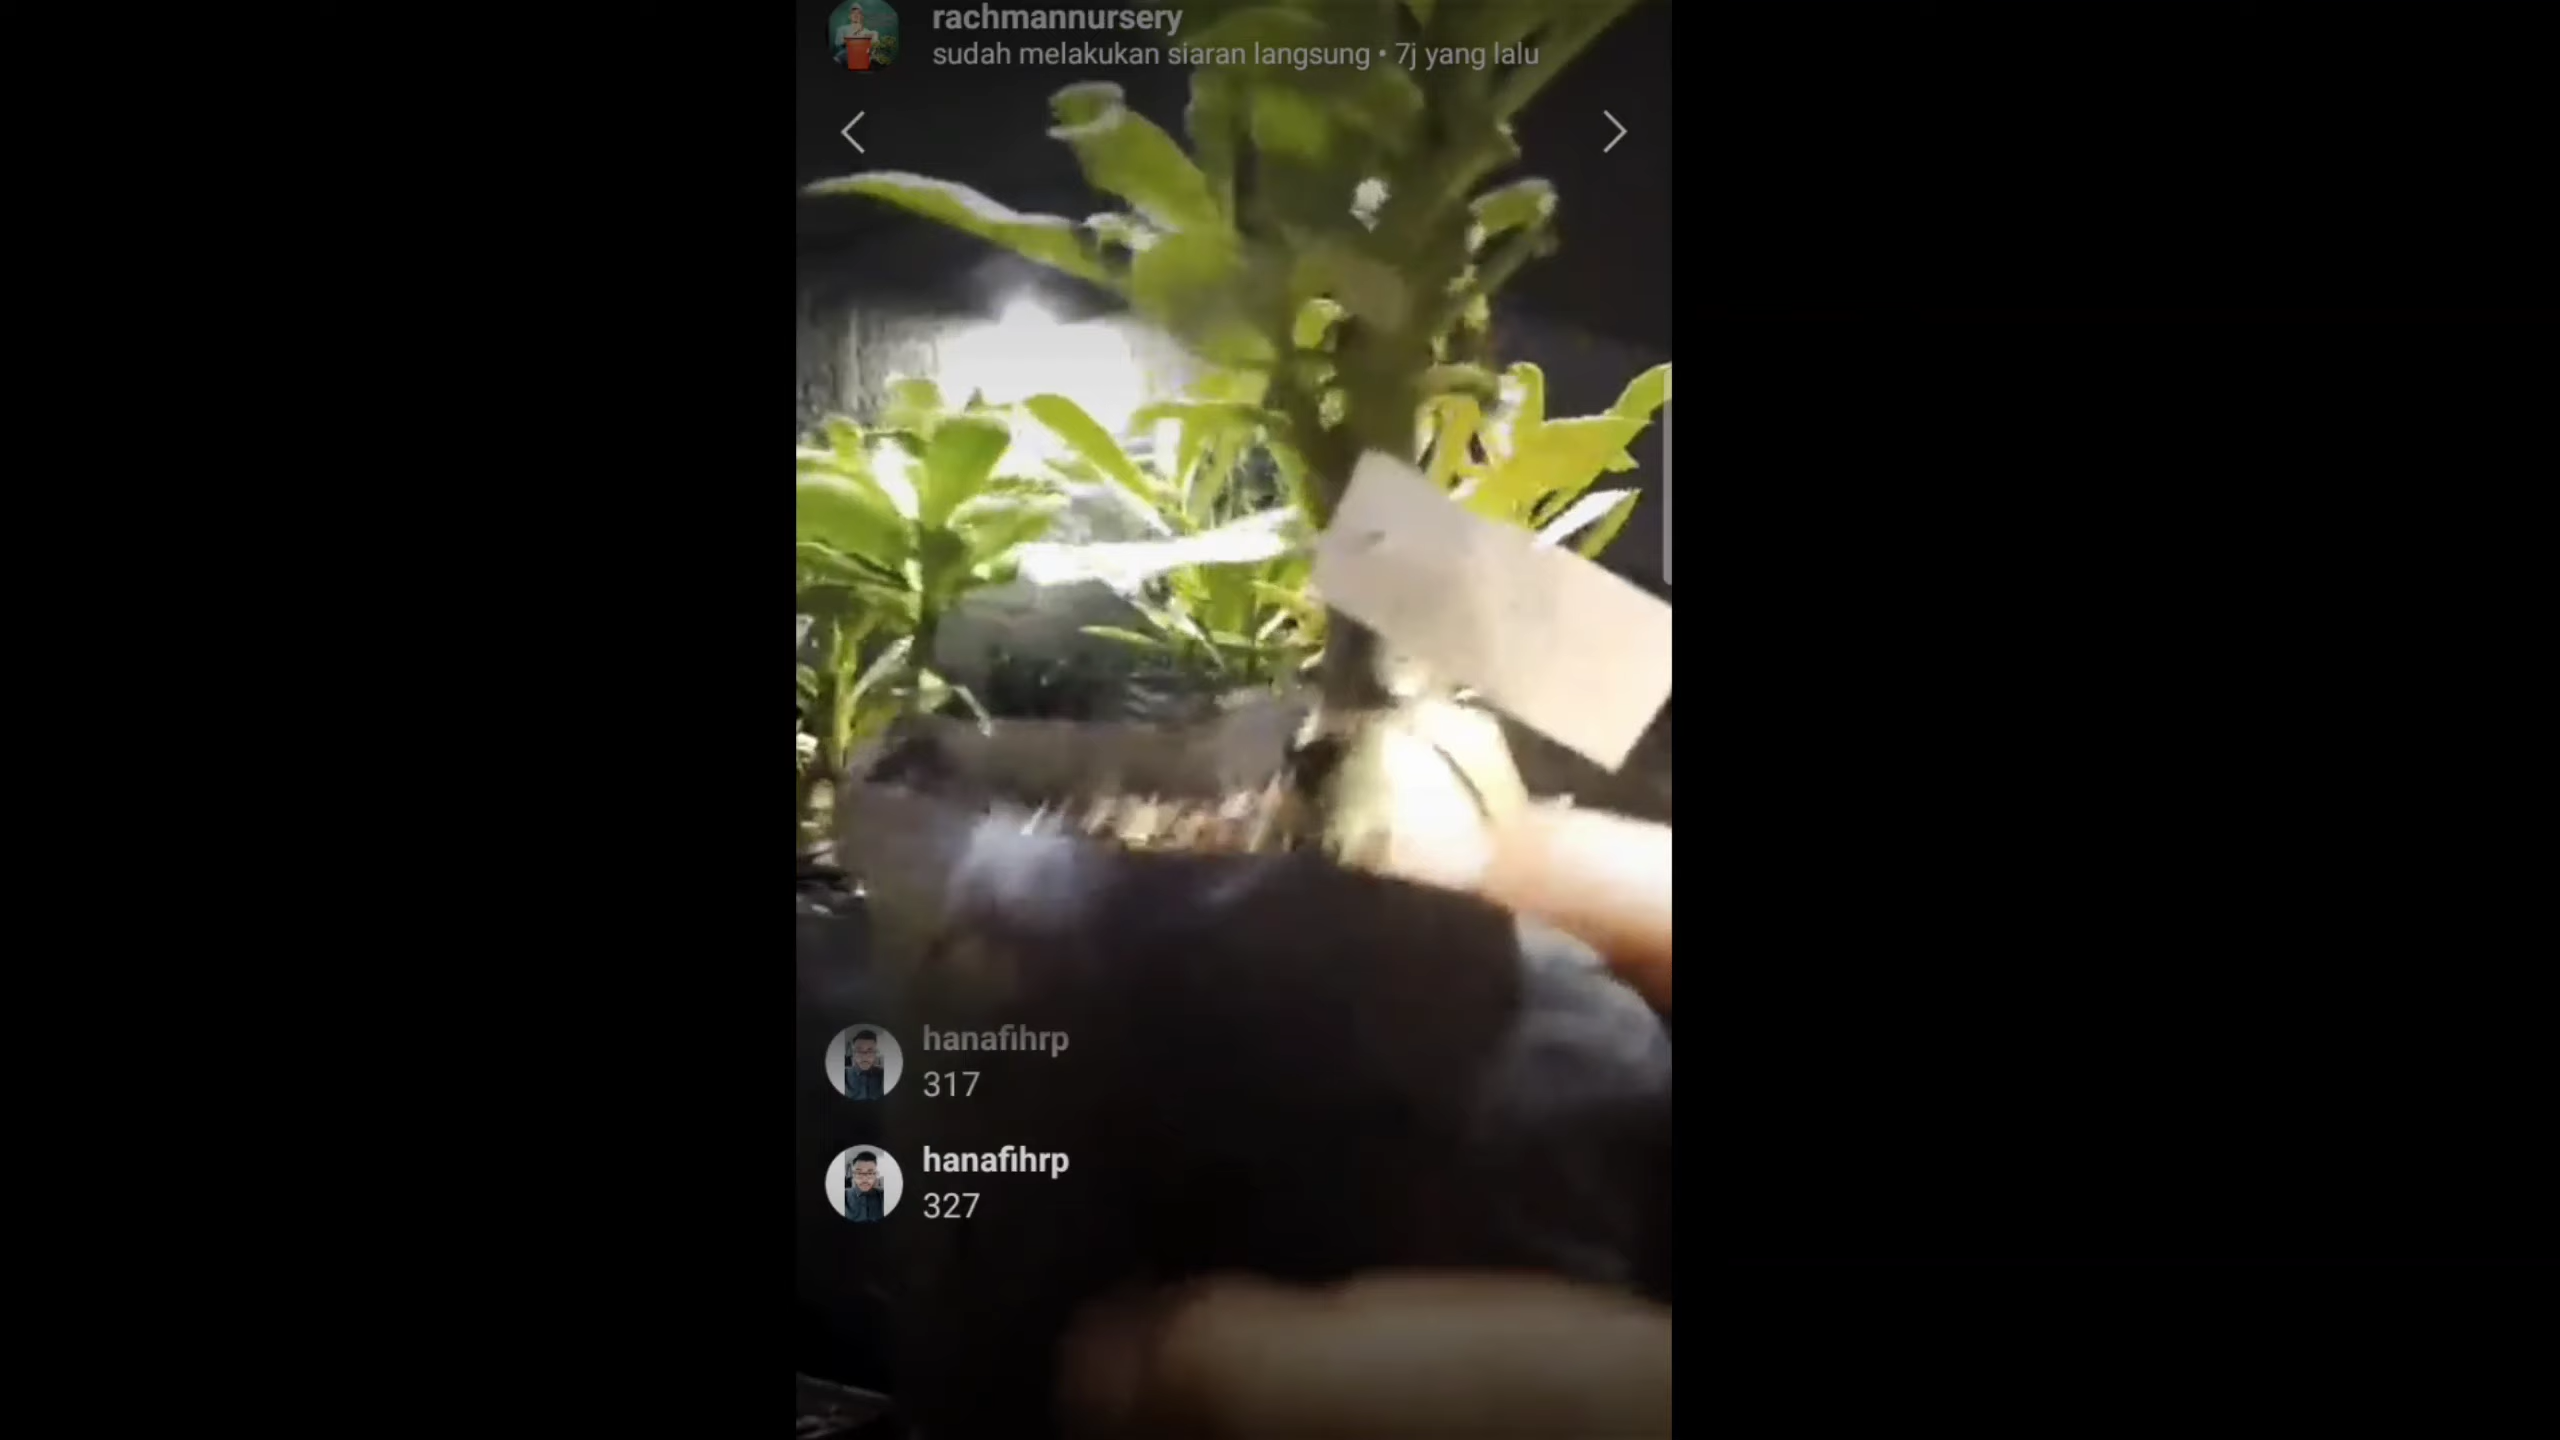 rachmannursery
sudah melakukan siaran langsung • 7j yang lalu
hanafihrp
317
hanafihrp
327